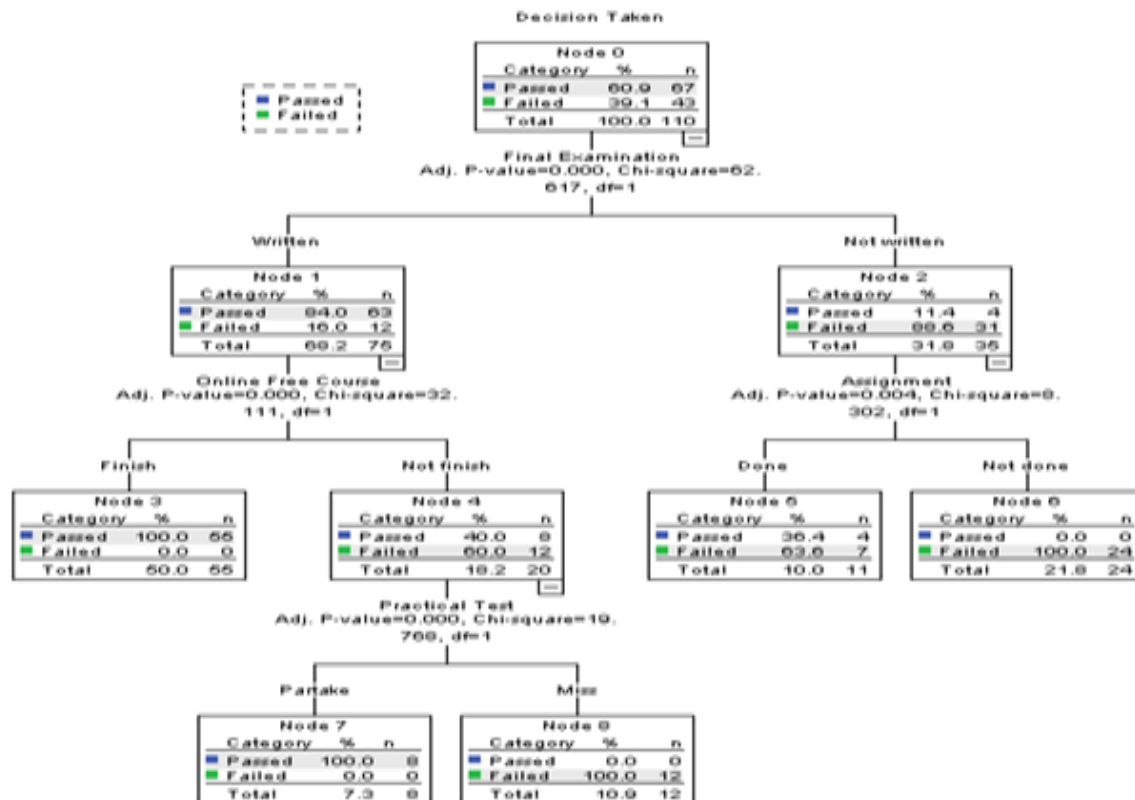 Decision Taken
Node 0
Category % n
Passed 60.9 67
Failed 39.1 43
Total 100.0 110
Passed
Failed
Final Examination
Adj. P-value=0.000, Chi-square=62.
617, df=1
Written
Not written
Node 1
Category % n
Passed 84.0 63
Failed 16.0 12
Total 68.2 75
Node 2
Category % n
Passed 11.4 4
Failed 88.6 31
Total 31.8 35
Online Free Course
Adj. P-value=0.000, Chi-square=32.
111, df=1
Assignment
Adj. P-value=0.004, Chi-square=8.
302, df=1
Finish
Not finish
Done
Not done
Node 3
Category % n
Passed 100.0 55
Failed 0.0 0
Total 50.0 55
Node 4
Category % n
Passed 40.0 8
Failed 60.0 12
Total 18.2 20
Node 5
Category % n
Passed 36.4 4
Failed 63.6 7
Total 10.0 11
Node 6
Category % n
Passed 0.0 0
Failed 100.0 24
Total 21.8 24
Practical Test
Adj. P-value=0.000, Chi-square=19.
768, df=1
Partake
Miss
Node 7
Category % n
Passed 100.0 8
Failed 0.0 0
Total 7.3 8
Node 8
Category % n
Passed 0.0 0
Failed 100.0 12
Total 10.9 12